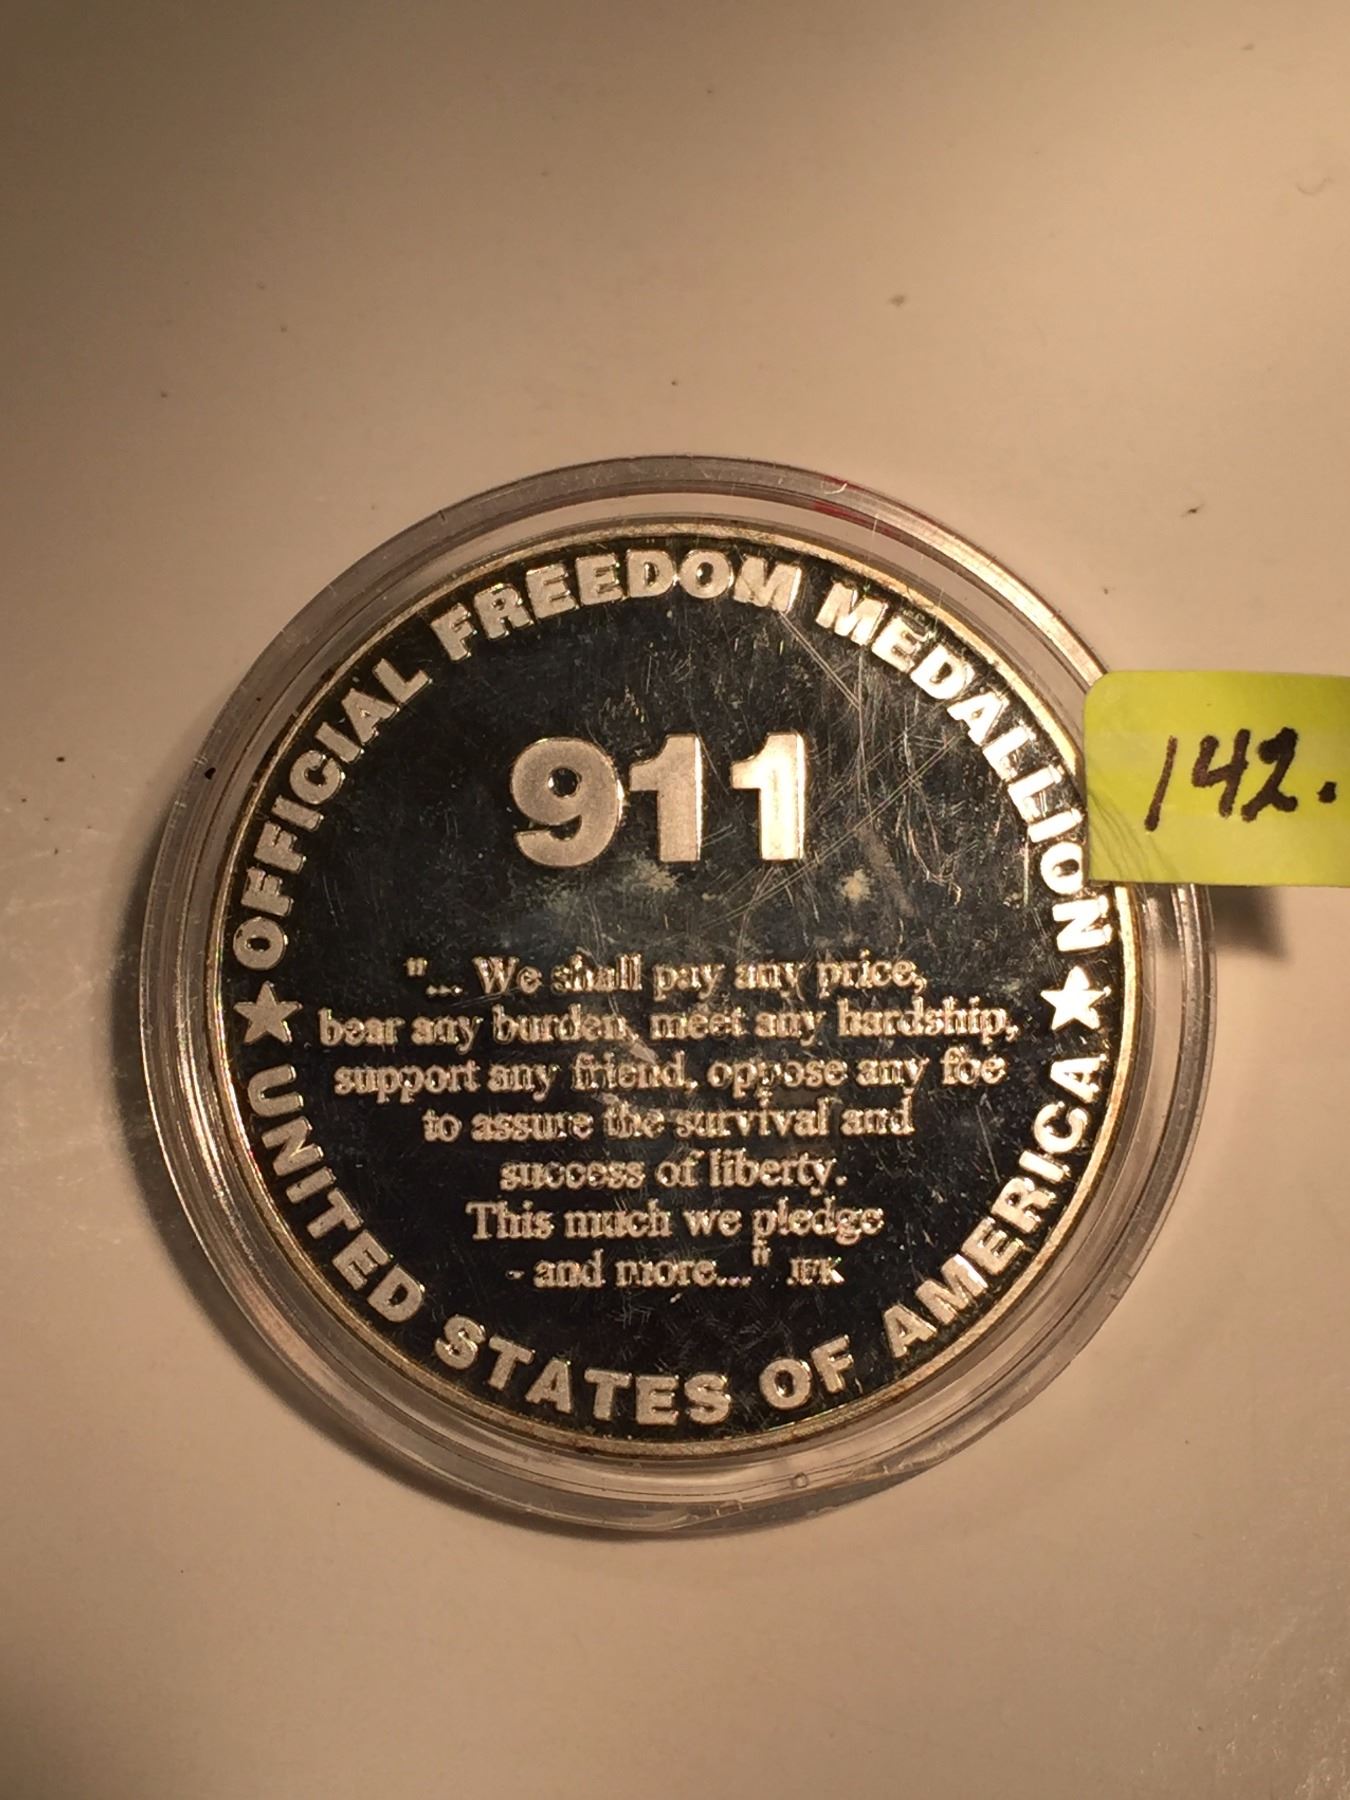 OFFICIAL FREEDOM MEDALLION
911
"... We shall pay any price,
bear any burden, meet any hardship,
support any friend, oppose any foe
to assure the survival and
success of liberty.
This much we pledge
- and more..." JFK
UNITED STATES OF AMERICA
142.